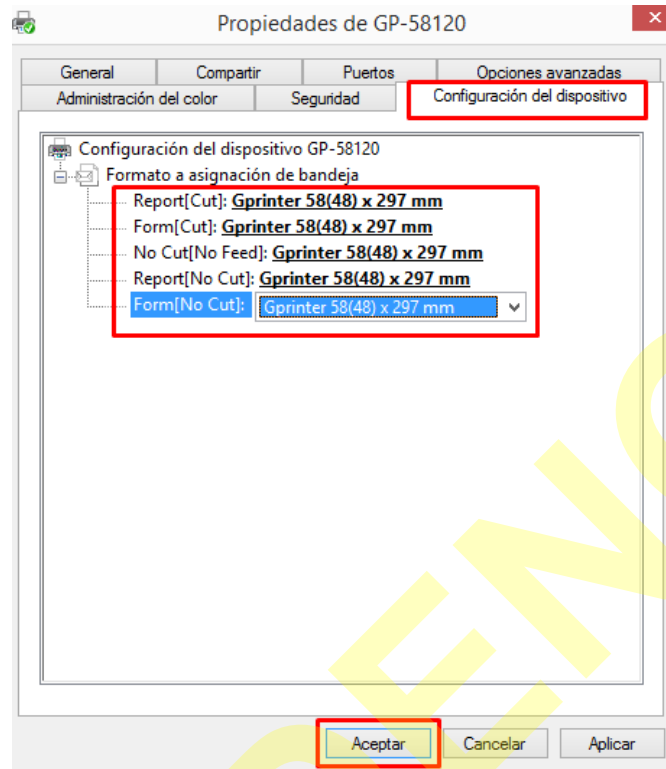 Propiedades de GP-58120
General Compartir Puertos Opciones avanzadas
Administración del color Seguridad Configuración del dispositivo
Configuración del dispositivo GP-58120
Formato a asignación de bandeja
Report[Cut]: Gprinter 58(48) x 297 mm
Form[Cut]: Gprinter 58(48) x 297 mm
No Cut[No Feed]: Gprinter 58(48) x 297 mm
Report[No Cut]: Gprinter 58(48) x 297 mm
Form[No Cut]: Gprinter 58(48) x 297 mm
Aceptar Cancelar Aplicar